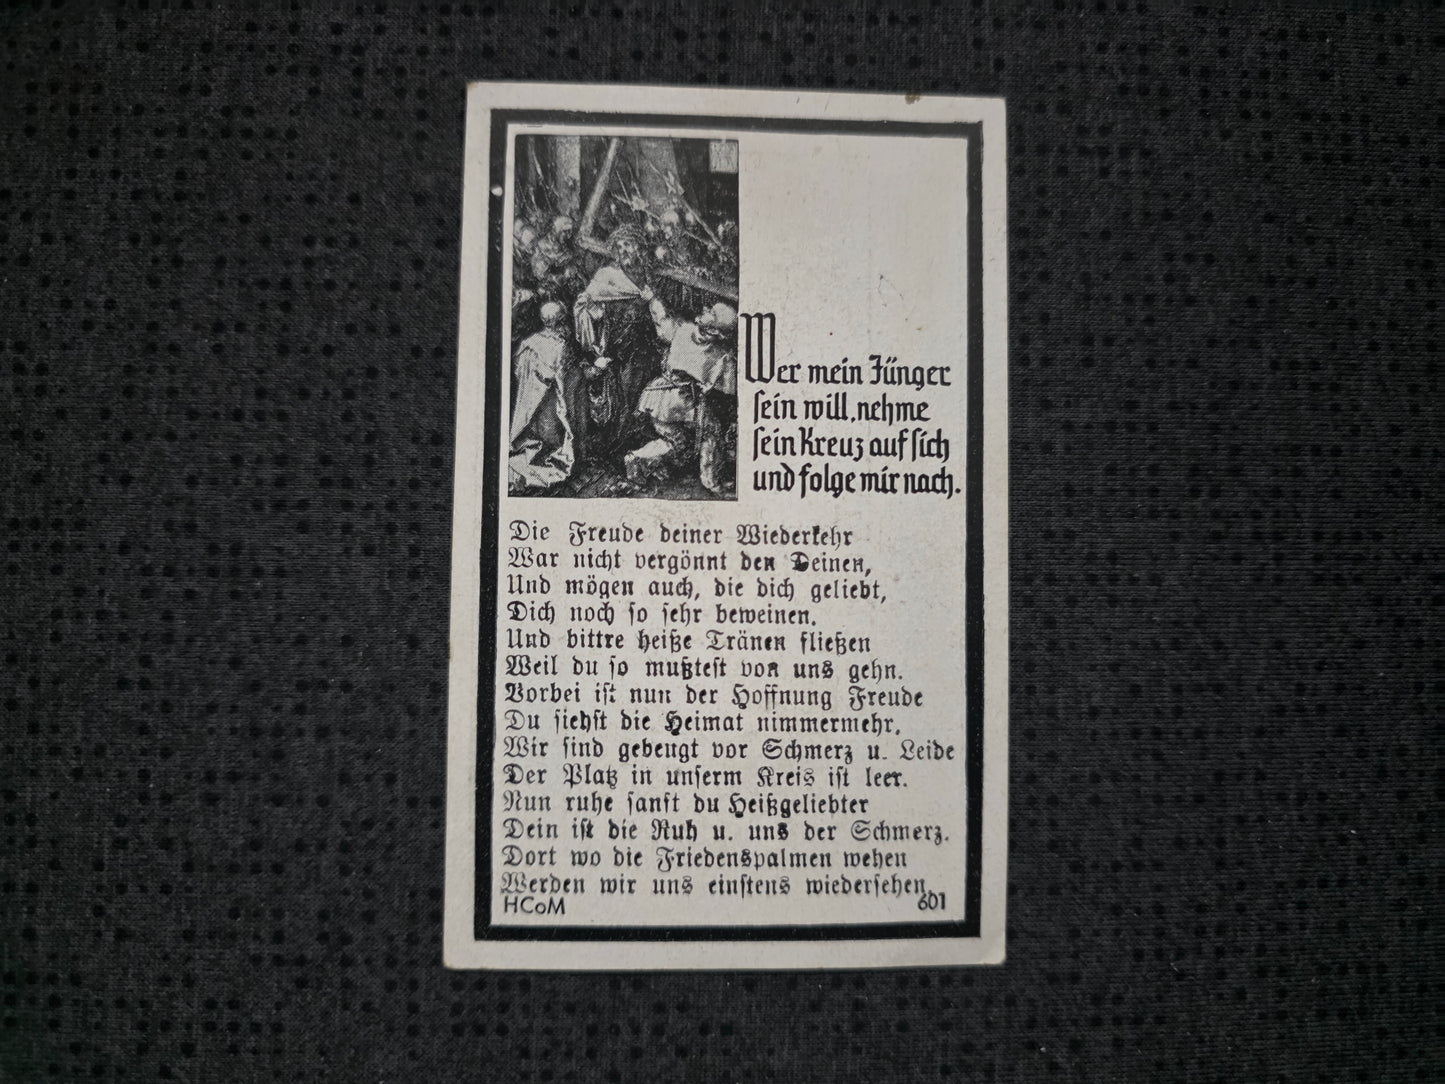 Wer mein Jünger
sein will, nehme
sein Kreuz auf sich
und folge mir nach.
Die Freude deiner Wiederkehr
War nicht vergönnt den Deinen,
Und mögen auch, die dich geliebt,
Dich noch so sehr beweinen.
Und bittre heiße Tränen fließen
Weil du so mußtest von uns gehn.
Vorbei ist nun der Hoffnung Freude
Du siehst die Heimat nimmermehr,
Wir sind gebeugt vor Schmerz u. Leide
Der Platz in unserm Kreis ist leer.
Nun ruhe sanft du Heißgeliebter
Dein ist die Ruh u. uns der Schmerz.
Dort wo die Friedenspalmen wehen
Werden wir uns einstens wiedersehen.
HCoM 601